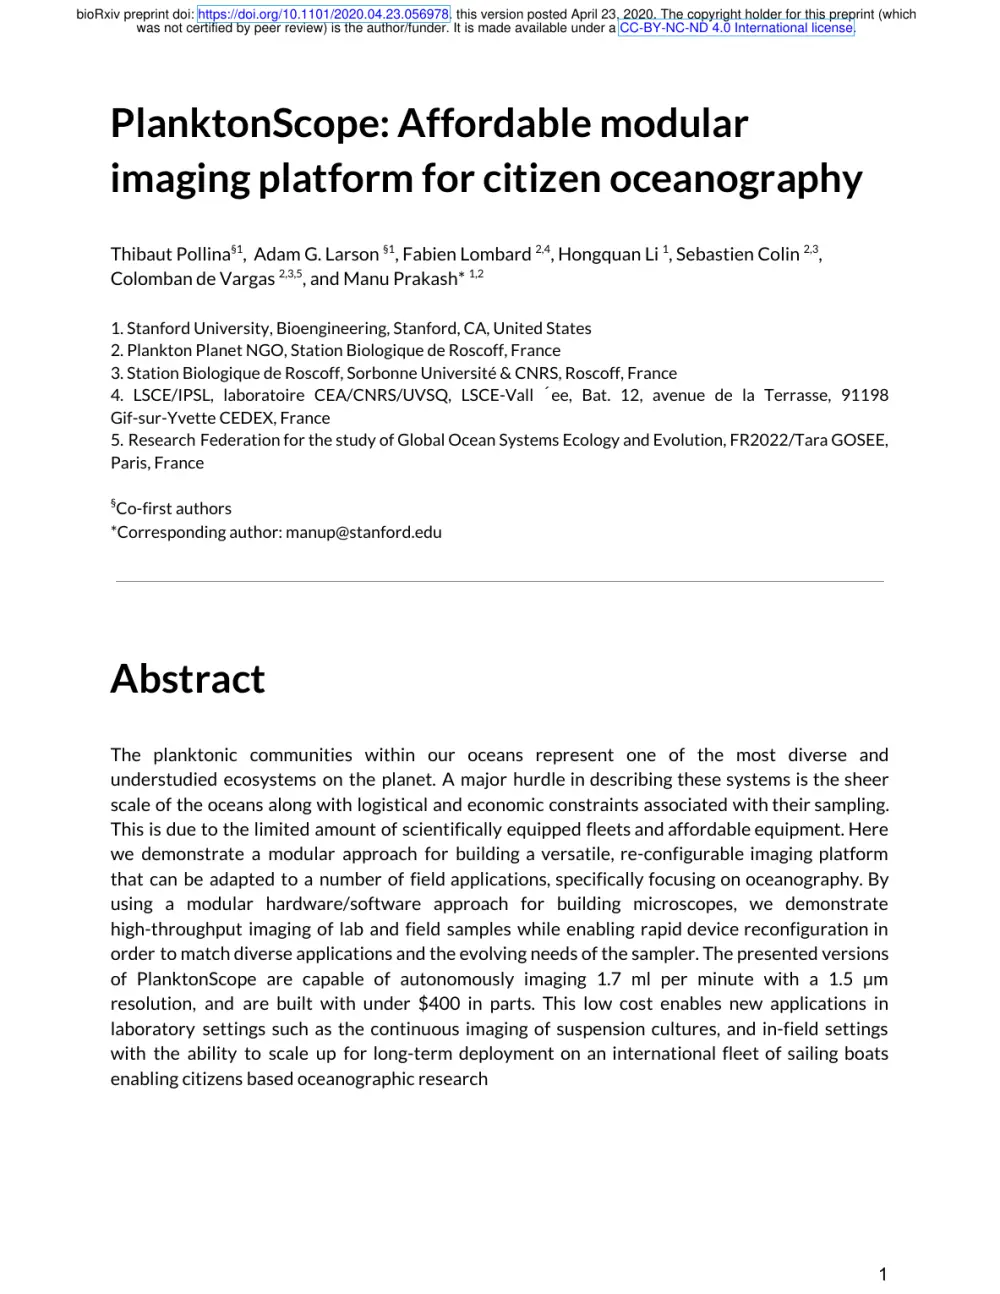 bioRxiv preprint doi: https://doi.org/10.1101/2020.04.23.056978. this version posted April 23, 2020. The copyright holder for this preprint (which
was not certified by peer review) is the author/funder. It is made available under a CC-BY-NC-ND 4.0 International license.
PlanktonScope: Affordable modular
imaging platform for citizen oceanography
Thibaut Pollina§1, Adam G. Larson §1, Fabien Lombard 2,4, Hongquan Li 1, Sebastien Colin 2,3,
Colomban de Vargas 2,3,5, and Manu Prakash* 1,2
1. Stanford University, Bioengineering, Stanford, CA, United States
2. Plankton Planet NGO, Station Biologique de Roscoff, France
3. Station Biologique de Roscoff, Sorbonne Université & CNRS, Roscoff, France
4. LSCE/IPSL, laboratoire CEA/CNRS/UVSQ, LSCE-Vall ´ee, Bat. 12, avenue de la Terrasse, 91198
Gif-sur-Yvette CEDEX, France
5. Research Federation for the study of Global Ocean Systems Ecology and Evolution, FR2022/Tara GOSEE,
Paris, France
§Co-first authors
*Corresponding author: manup@stanford.edu
Abstract
The planktonic communities within our oceans represent one of the most diverse and
understudied ecosystems on the planet. A major hurdle in describing these systems is the sheer
scale of the oceans along with logistical and economic constraints associated with their sampling.
This is due to the limited amount of scientifically equipped fleets and affordable equipment. Here
we demonstrate a modular approach for building a versatile, re-configurable imaging platform
that can be adapted to a number of field applications, specifically focusing on oceanography. By
using a modular hardware/software approach for building microscopes, we demonstrate
high-throughput imaging of lab and field samples while enabling rapid device reconfiguration in
order to match diverse applications and the evolving needs of the sampler. The presented versions
of PlanktonScope are capable of autonomously imaging 1.7 ml per minute with a 1.5 µm
resolution, and are built with under $400 in parts. This low cost enables new applications in
laboratory settings such as the continuous imaging of suspension cultures, and in-field settings
with the ability to scale up for long-term deployment on an international fleet of sailing boats
enabling citizens based oceanographic research
1